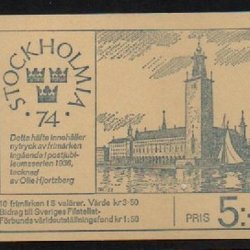 STOCKHOLMIA
·74·
Detta häfte innehåller
nytryck av frimärken
ingående i postjubi-
leumsserien 1936,
tecknad
av Olle Hjortzberg
10 frimärken i 5 valörer. Värde kr 3·50
Bidrag till Sveriges Filatelist-
Förbunds världsutställningsfond kr 1:50
PRIS 5:-